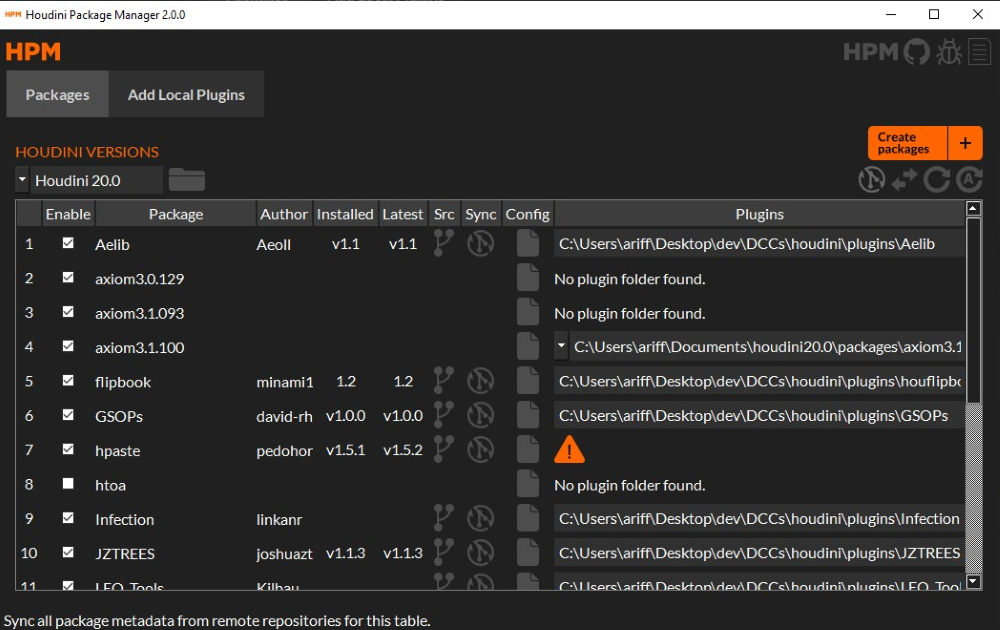 HPM Houdini Package Manager 2.0.0
HPM
HPM
Packages Add Local Plugins
Create packages +
HOUDINI VERSIONS
Houdini 20.0
A
Enable Package Author Installed Latest Src Sync Config Plugins
1 Aelib Aeoll v1.1 v1.1 C:\Users\ariff\Desktop\dev\DCCs\houdini\plugins\Aelib
2 axiom3.0.129 No plugin folder found.
3 axiom3.1.093 No plugin folder found.
4 axiom3.1.100 C:\Users\ariff\Documents\houdini20.0\packages\axiom3.1
5 flipbook minami1 1.2 1.2 C:\Users\ariff\Desktop\dev\DCCs\houdini\plugins\houflipbo
6 GSOPs david-rh v1.0.0 v1.0.0 C:\Users\ariff\Desktop\dev\DCCs\houdini\plugins\GSOPs
7 hpaste pedohor v1.5.1 v1.5.2 !
8 htoa No plugin folder found.
9 Infection linkanr C:\Users\ariff\Desktop\dev\DCCs\houdini\plugins\Infection
10 JZTREES joshuazt v1.1.3 v1.1.3 C:\Users\ariff\Desktop\dev\DCCs\houdini\plugins\JZTREES
11 LEO_Tools Kilhau C:\Users\ariff\Desktop\dev\DCCs\houdini\plugins\LEO_Tool
Sync all package metadata from remote repositories for this table.